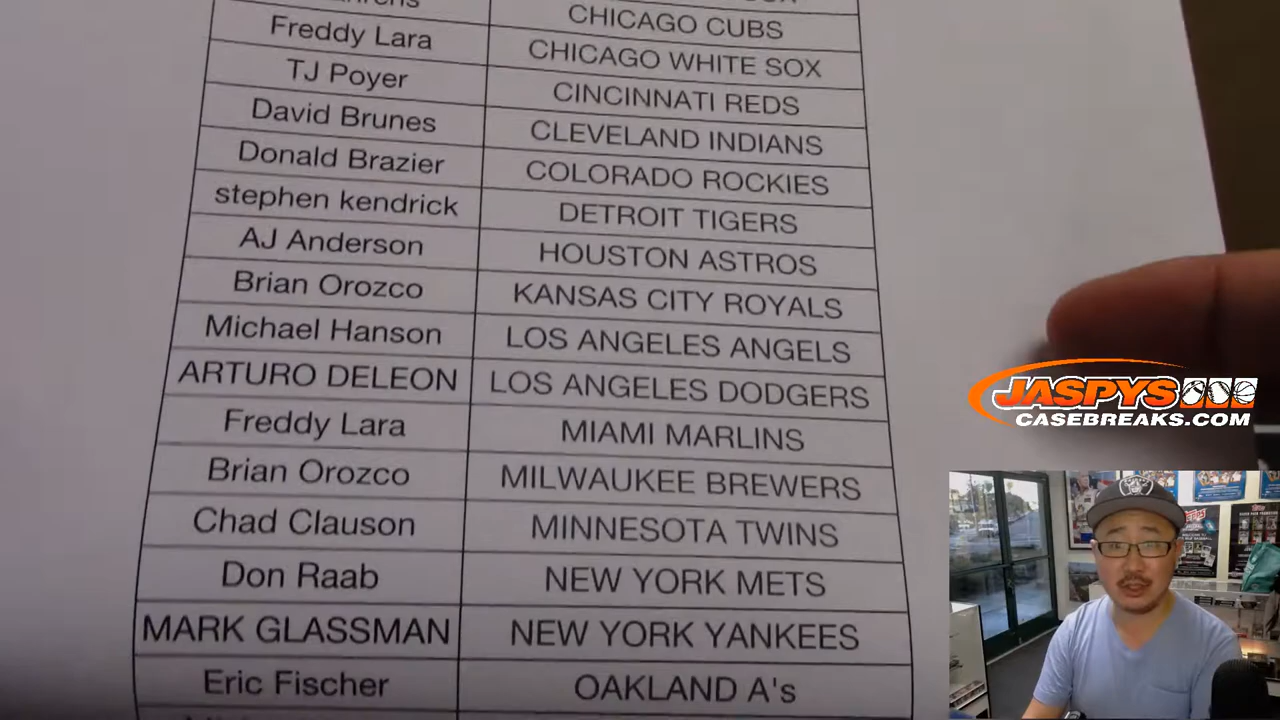 CHICAGO CUBS
Freddy Lara CHICAGO WHITE SOX
TJ Poyer CINCINNATI REDS
David Brunes CLEVELAND INDIANS
Donald Brazier COLORADO ROCKIES
stephen kendrick DETROIT TIGERS
AJ Anderson HOUSTON ASTROS
Brian Orozco KANSAS CITY ROYALS
Michael Hanson LOS ANGELES ANGELS
ARTURO DELEON LOS ANGELES DODGERS
Freddy Lara MIAMI MARLINS
Brian Orozco MILWAUKEE BREWERS
Chad Clauson MINNESOTA TWINS
Don Raab NEW YORK METS
MARK GLASSMAN NEW YORK YANKEES
Eric Fischer OAKLAND A's
JASPYS
CASEBREAKS.COM